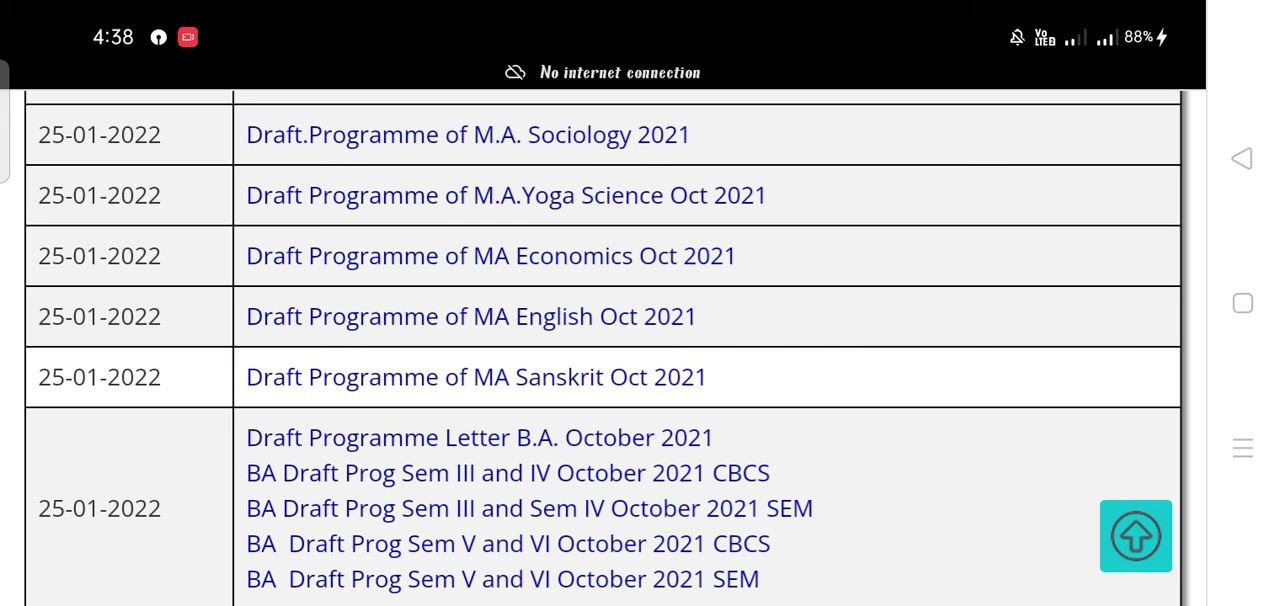 4:38
Vo LTE2
88%
No internet connection
25-01-2022 Draft.Programme of M.A. Sociology 2021
25-01-2022 Draft Programme of M.A.Yoga Science Oct 2021
25-01-2022 Draft Programme of MA Economics Oct 2021
25-01-2022 Draft Programme of MA English Oct 2021
25-01-2022 Draft Programme of MA Sanskrit Oct 2021
Draft Programme Letter B.A. October 2021
BA Draft Prog Sem III and IV October 2021 CBCS
25-01-2022 BA Draft Prog Sem III and Sem IV October 2021 SEM
BA  Draft Prog Sem V and VI October 2021 CBCS
BA  Draft Prog Sem V and VI October 2021 SEM